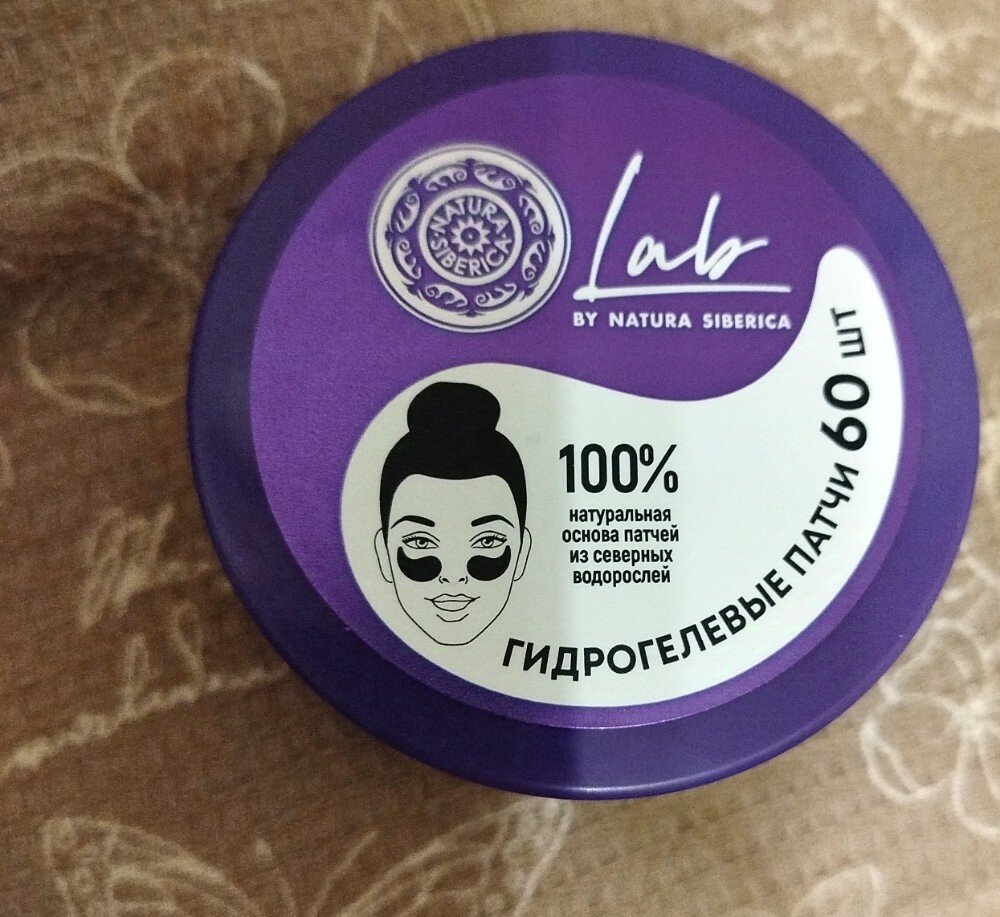 NATURA
SIBERICA
Lab
BY NATURA SIBERICA
100%
натуральная
основа патчей
из северных
водорослей
ГИДРОГЕЛЕВЫЕ ПАТЧИ 60 ШТ